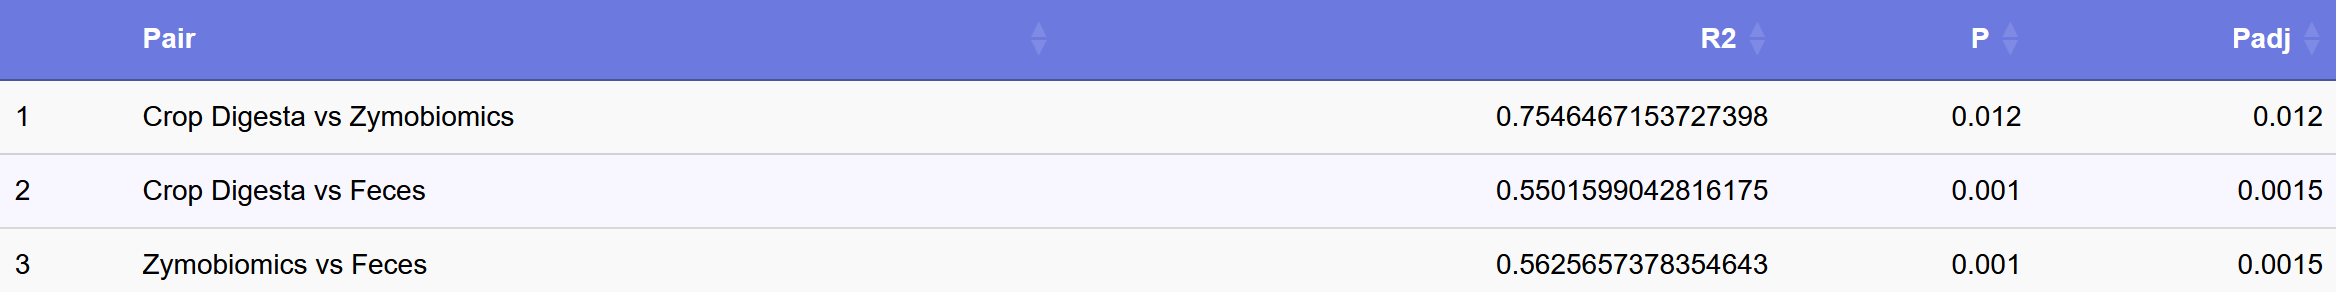 Pair R2 P Padj
1 Crop Digesta vs Zymobiomics 0.7546467153727398 0.012 0.012
2 Crop Digesta vs Feces 0.5501599042816175 0.001 0.0015
3 Zymobiomics vs Feces 0.5625657378354643 0.001 0.0015